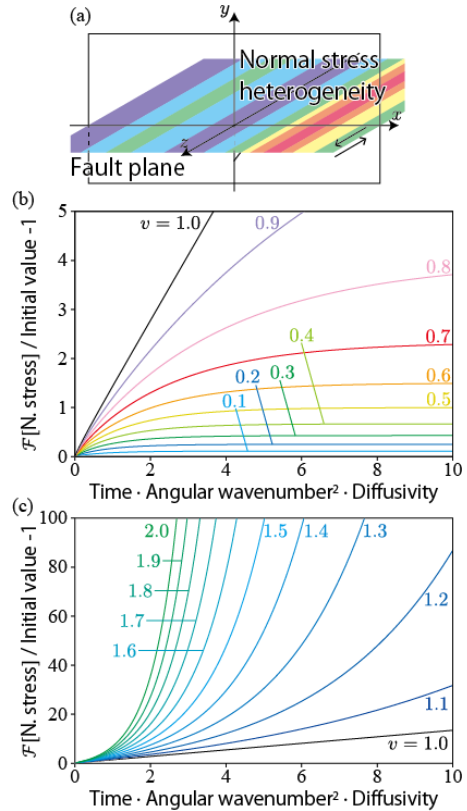 (a)
y
Normal stress
heterogeneity
x
z
Fault plane
(b)
5
4
3
2
1
0
F[N. stress] / Initial value -1
v = 1.0
0.9
0.8
0.7
0.6
0.5
0.4
0.3
0.2
0.1
0 2 4 6 8 10
Time · Angular wavenumber² · Diffusivity
(c)
100
80
60
40
20
0
F[N. stress] / Initial value -1
2.0
1.9
1.8
1.7
1.6
1.5
1.4
1.3
1.2
1.1
v = 1.0
0 2 4 6 8 10
Time · Angular wavenumber² · Diffusivity